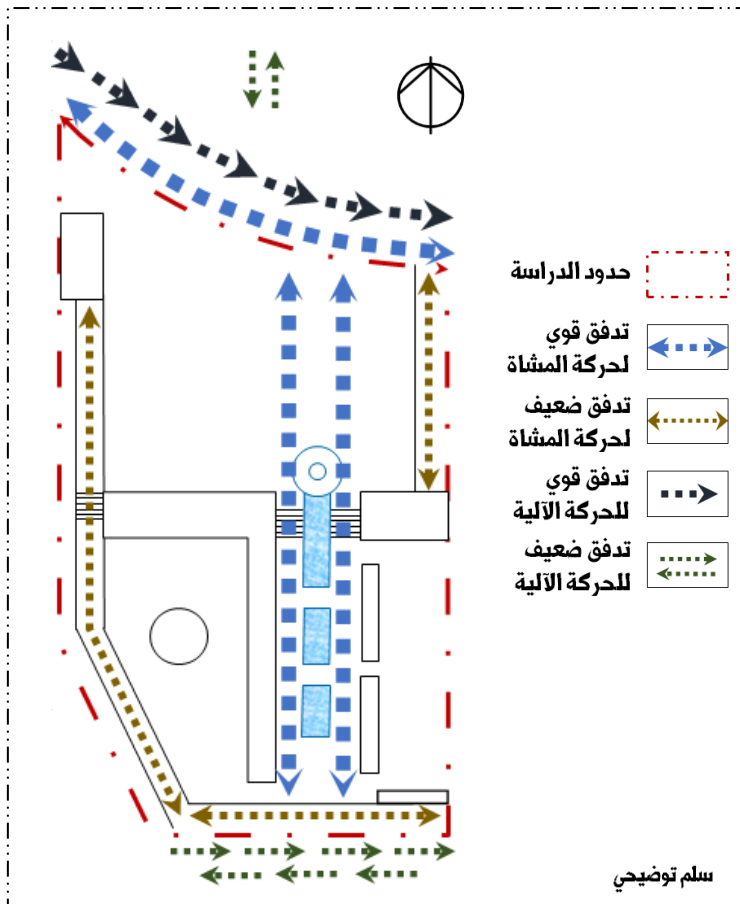 حدود الدراسة
تدفق قوي
لحركة المشاة
تدفق ضعيف
لحركة المشاة
تدفق قوي
للحركة الآلية
تدفق ضعيف
للحركة الآلية
سلم توضيحي